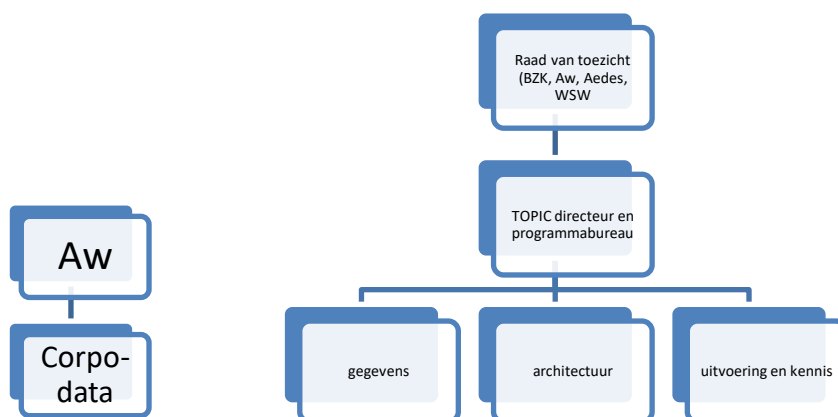 Raad van toezicht
(BZK, Aw, Aedes,
WSW
TOPIC directeur en
programmabureau
Aw
Corpo-
data
gegevens
architectuur
uitvoering en kennis